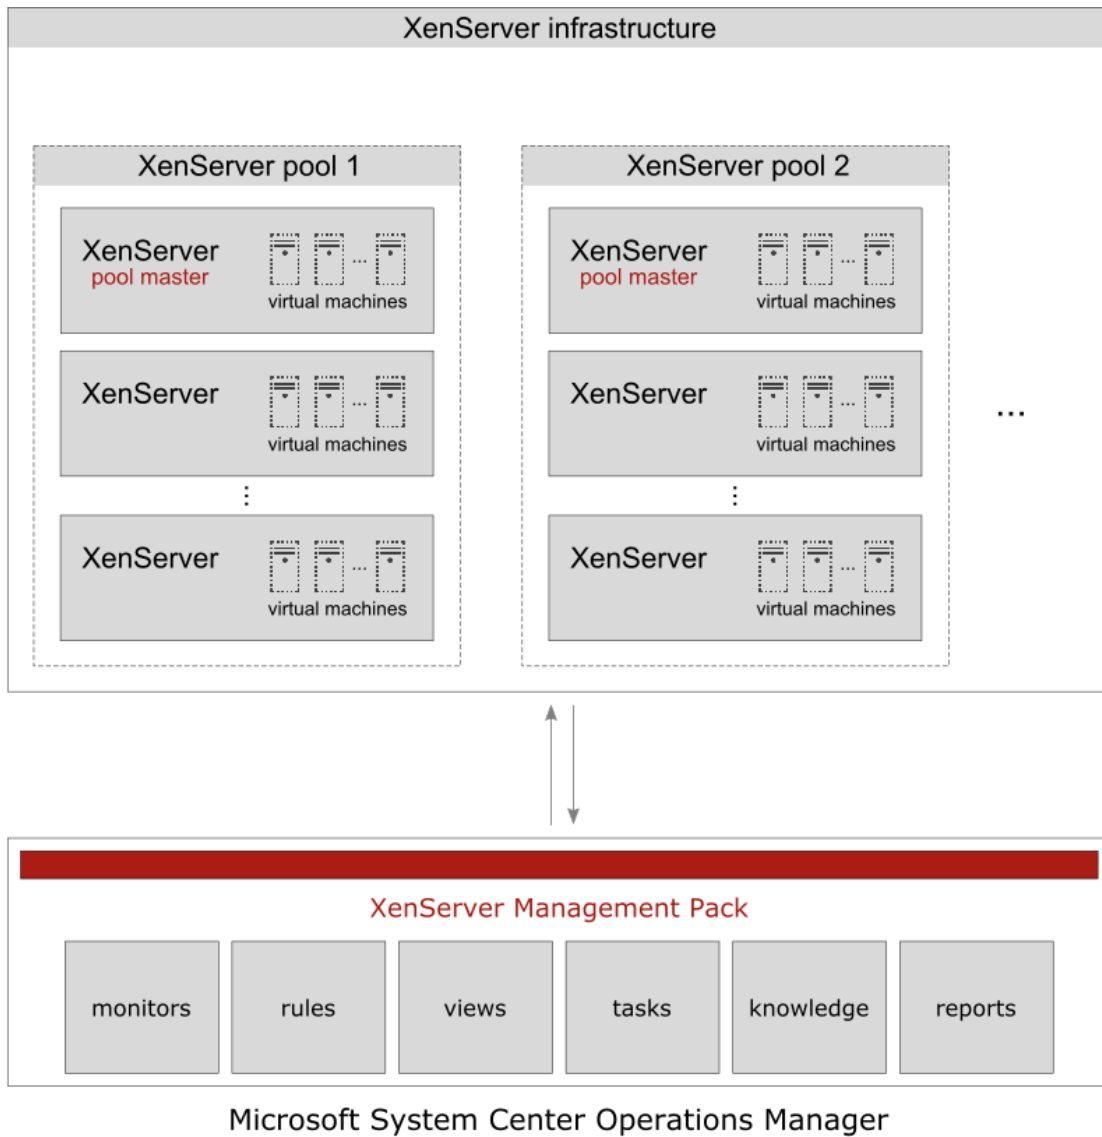 XenServer infrastructure
XenServer pool 1
XenServer
pool master
...
virtual machines
XenServer
...
virtual machines
...
XenServer
...
virtual machines
XenServer pool 2
XenServer
pool master
...
virtual machines
XenServer
...
virtual machines
...
XenServer
...
virtual machines
...
XenServer Management Pack
monitors
rules
views
tasks
knowledge
reports
Microsoft System Center Operations Manager